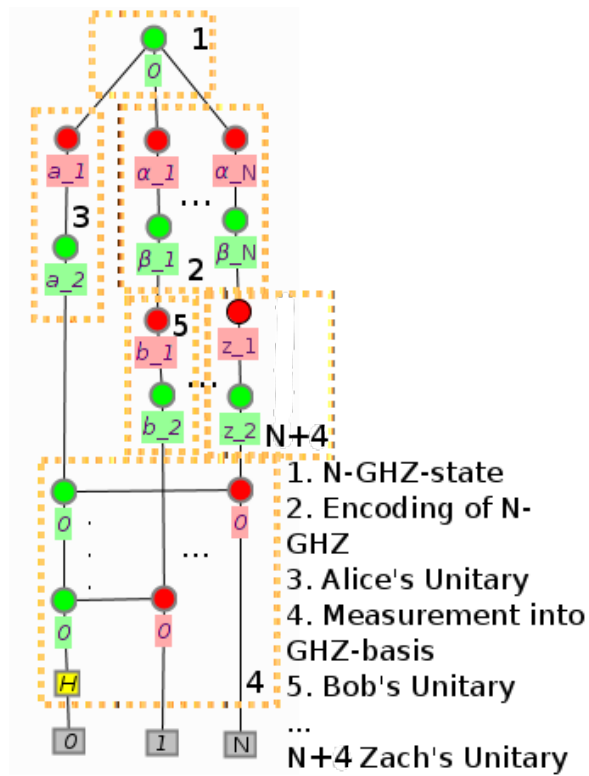 1
0
a_1
α_1
α_N
...
3
a_2
β_1
β_N
2
5
b_1
z_1
...
b_2
z_2
N+4
0
0
...
0
0
H
4
0
1
N
1. N-GHZ-state
2. Encoding of N-
GHZ
3. Alice's Unitary
4. Measurement into
GHZ-basis
5. Bob's Unitary
...
N+4 Zach's Unitary